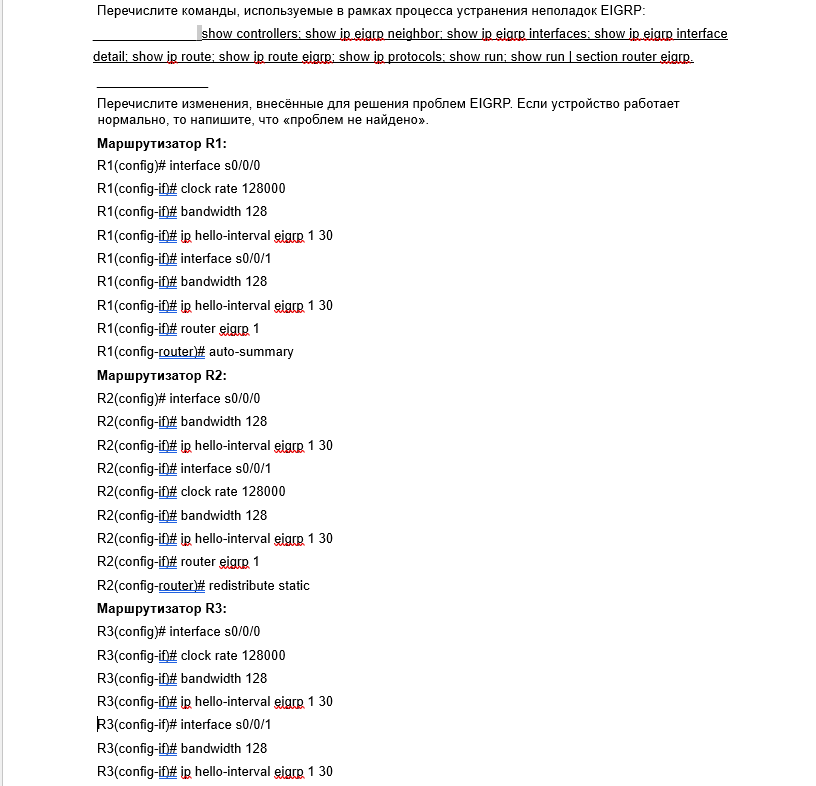 Перечислите команды, используемые в рамках процесса устранения неполадок EIGRP:
_______________show controllers; show ip eigrp neighbor; show ip eigrp interfaces; show ip eigrp interface
detail; show ip route; show ip route eigrp; show ip protocols; show run; show run | section router eigrp.
________________
Перечислите изменения, внесённые для решения проблем EIGRP. Если устройство работает
нормально, то напишите, что «проблем не найдено».
Маршрутизатор R1:
R1(config)# interface s0/0/0
R1(config-if)# clock rate 128000
R1(config-if)# bandwidth 128
R1(config-if)# ip hello-interval eigrp 1 30
R1(config-if)# interface s0/0/1
R1(config-if)# bandwidth 128
R1(config-if)# ip hello-interval eigrp 1 30
R1(config-if)# router eigrp 1
R1(config-router)# auto-summary
Маршрутизатор R2:
R2(config)# interface s0/0/0
R2(config-if)# bandwidth 128
R2(config-if)# ip hello-interval eigrp 1 30
R2(config-if)# interface s0/0/1
R2(config-if)# clock rate 128000
R2(config-if)# bandwidth 128
R2(config-if)# ip hello-interval eigrp 1 30
R2(config-if)# router eigrp 1
R2(config-router)# redistribute static
Маршрутизатор R3:
R3(config)# interface s0/0/0
R3(config-if)# clock rate 128000
R3(config-if)# bandwidth 128
R3(config-if)# ip hello-interval eigrp 1 30
R3(config-if)# interface s0/0/1
R3(config-if)# bandwidth 128
R3(config-if)# ip hello-interval eigrp 1 30